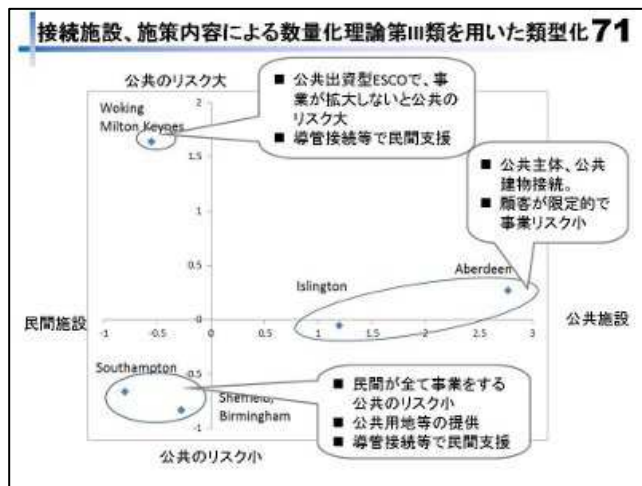 接続施設、施策内容による数量化理論第III類を用いた類型化 71
公共のリスク大
Woking
Milton Keynes
■ 公共出資型ESCOで、事
業が拡大しないと公共の
リスク大
■ 導管接続等で民間支援
■ 公共主体、公共
建物接続。
■ 顧客が限定的で
事業リスク小
2
1.5
1
0.5
0
-0.5
-1
Islington
Aberdeen
民間施設
-1
-0.5
0
0.5
1
1.5
2
2.5
3
公共施設
Southampton
Sheffield,
Birmingham
■ 民間が全て事業をする
公共のリスク小
■ 公共用地等の提供
■ 導管接続等で民間支援
公共のリスク小